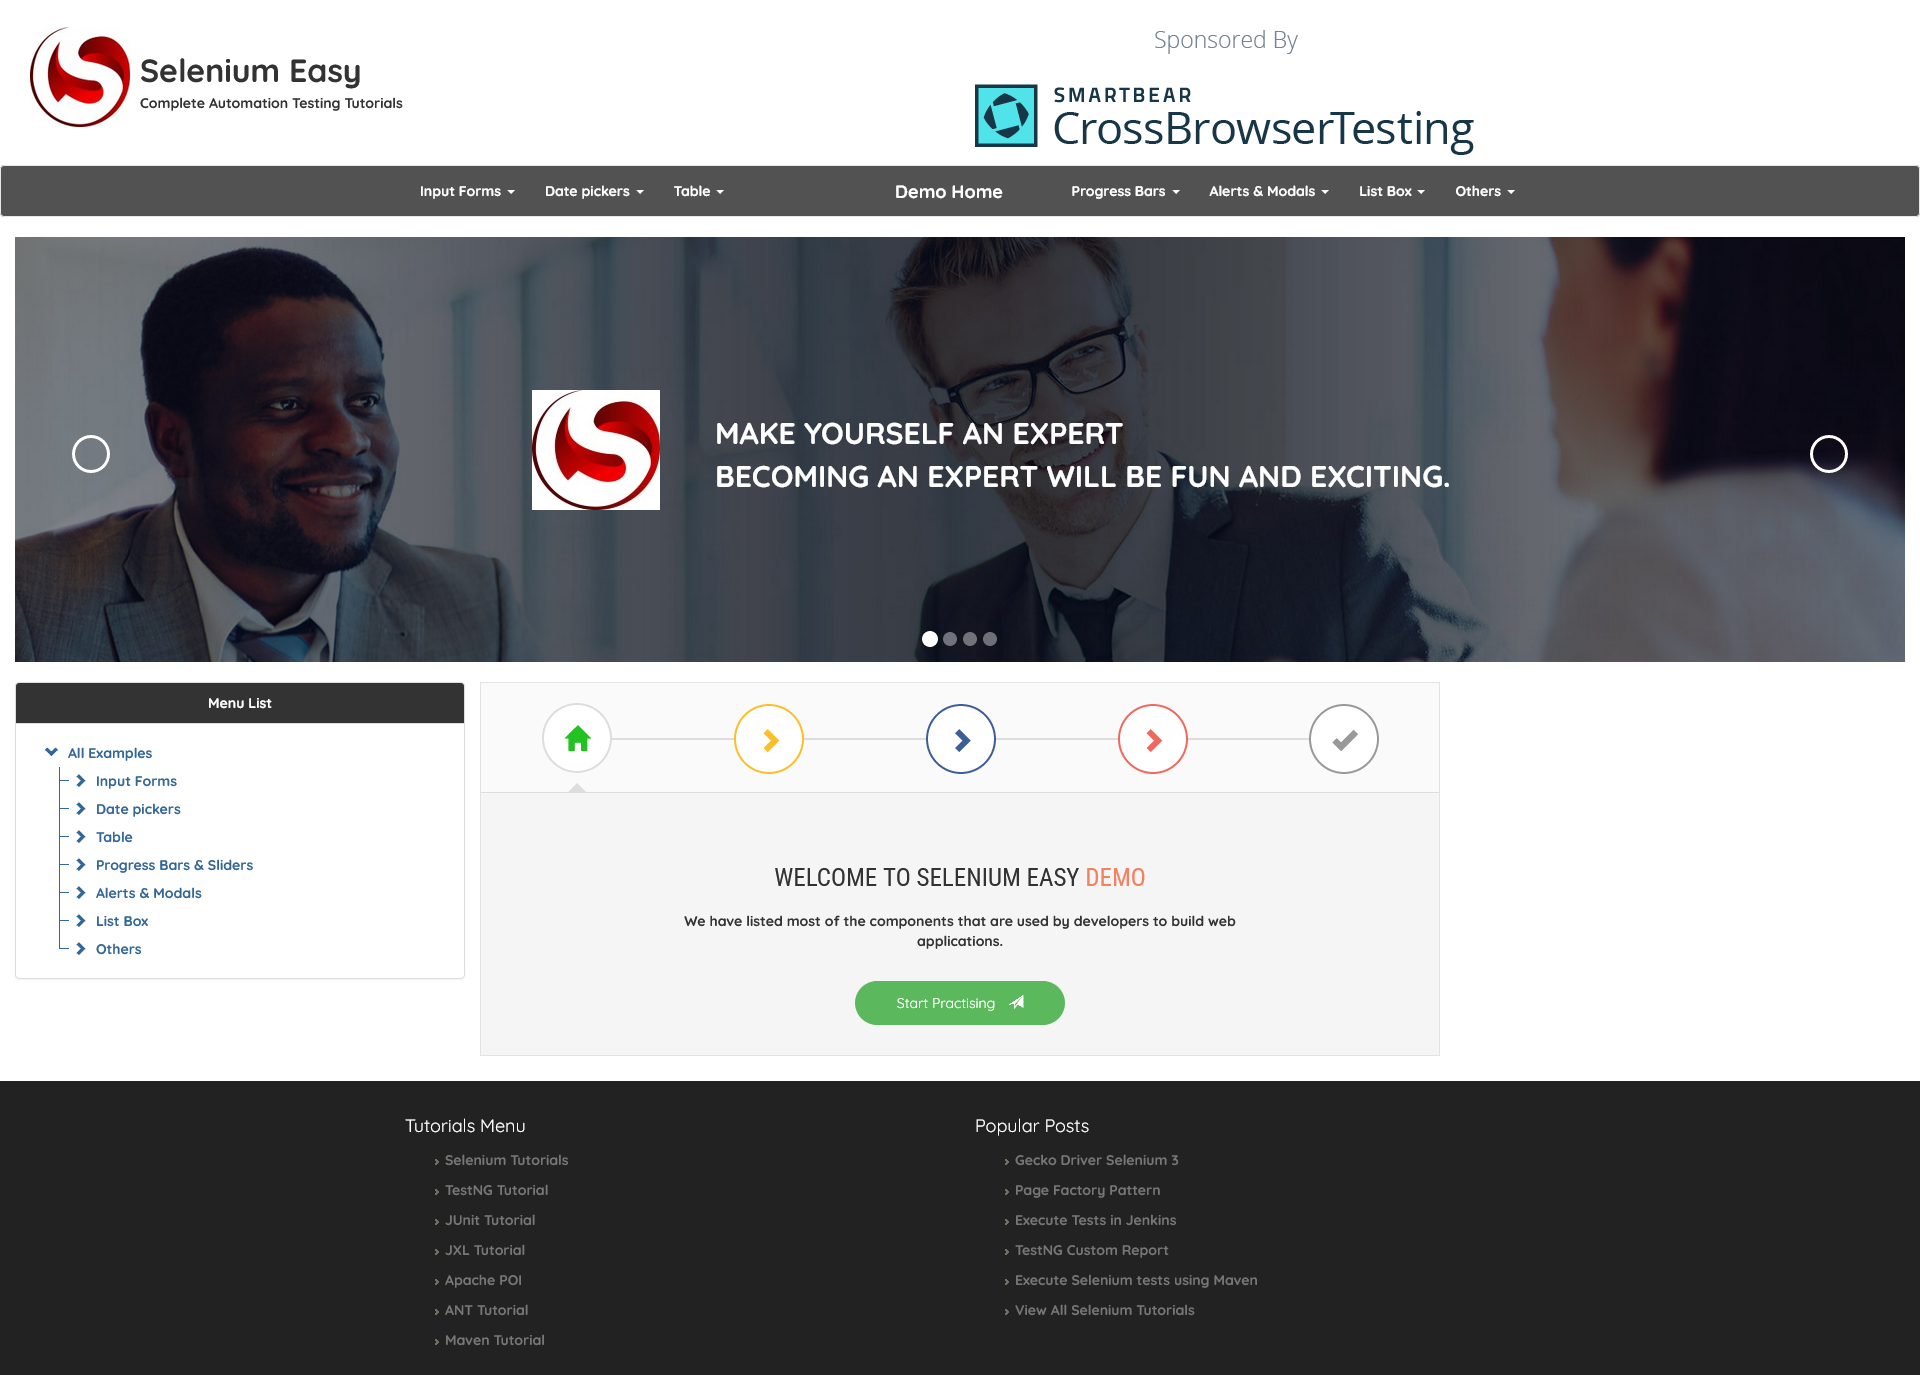 Selenium Easy
Complete Automation Testing Tutorials
Sponsored By
SMARTBEAR
CrossBrowserTesting
Input Forms
Date pickers
Table
Demo Home
Progress Bars
Alerts & Modals
List Box
Others
MAKE YOURSELF AN EXPERT
BECOMING AN EXPERT WILL BE FUN AND EXCITING.
Menu List
All Examples
Input Forms
Date pickers
Table
Progress Bars & Sliders
Alerts & Modals
List Box
Others
WELCOME TO SELENIUM EASY DEMO
We have listed most of the components that are used by developers to build web
applications.
Start Practising
Tutorials Menu
Selenium Tutorials
TestNG Tutorial
JUnit Tutorial
JXL Tutorial
Apache POI
ANT Tutorial
Maven Tutorial
Popular Posts
Gecko Driver Selenium 3
Page Factory Pattern
Execute Tests in Jenkins
TestNG Custom Report
Execute Selenium tests using Maven
View All Selenium Tutorials